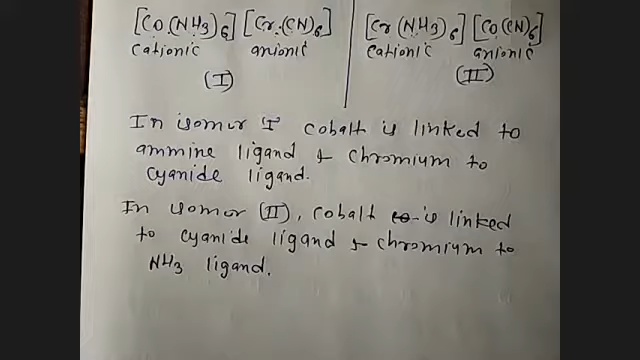 [Co(NH3)6] [Cr(CN)6] [Cr(NH3)6] [Co(CN)6]
cationic anionic cationic anionic
(I) (II)
In isomer I cobalt is linked to
ammine ligand & chromium to
cyanide ligand.
In isomer (II), cobalt is linked
to cyanide ligand & chromium to
NH3 ligand.